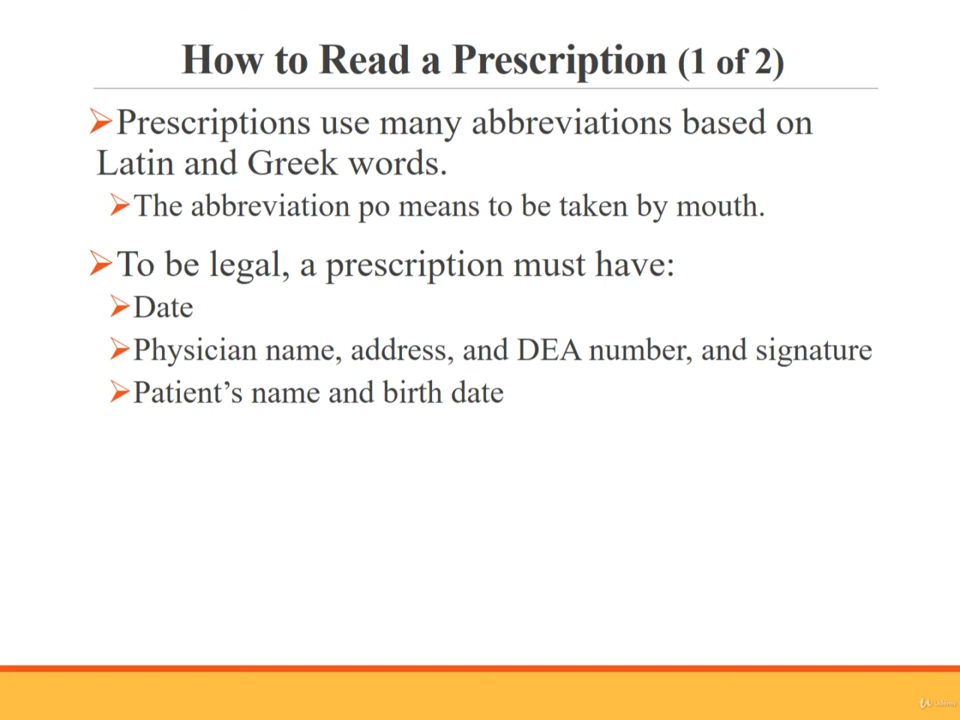 How to Read a Prescription (1 of 2)
Prescriptions use many abbreviations based on
Latin and Greek words.
The abbreviation po means to be taken by mouth.
To be legal, a prescription must have:
Date
Physician name, address, and DEA number, and signature
Patient’s name and birth date
Udemy